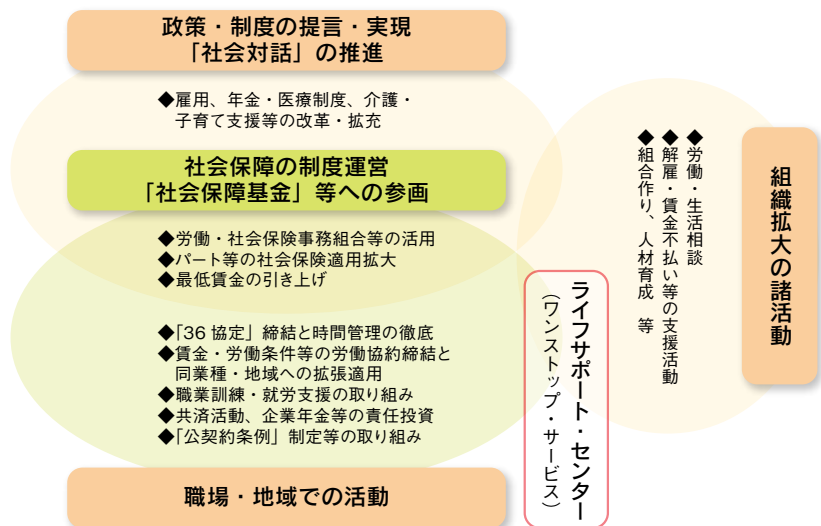 政策・制度の提言・実現
「社会対話」の推進
◆雇用、年金・医療制度、介護・
子育て支援等の改革・拡充
社会保障の制度運営
「社会保障基金」等への参画
◆労働・社会保険事務組合等の活用
◆パート等の社会保険適用拡大
◆最低賃金の引き上げ
◆「36 協定」締結と時間管理の徹底
◆賃金・労働条件等の労働協約締結と
同業種・地域への拡張適用
◆職業訓練・就労支援の取り組み
◆共済活動、企業年金等の責任投資
◆「公契約条例」制定等の取り組み
職場・地域での活動
ライフサポート・センター
（ワンストップ・サービス）
◆労働・生活相談
◆解雇・賃金不払い等の支援活動
◆組合作り、人材育成 等
組織拡大の諸活動